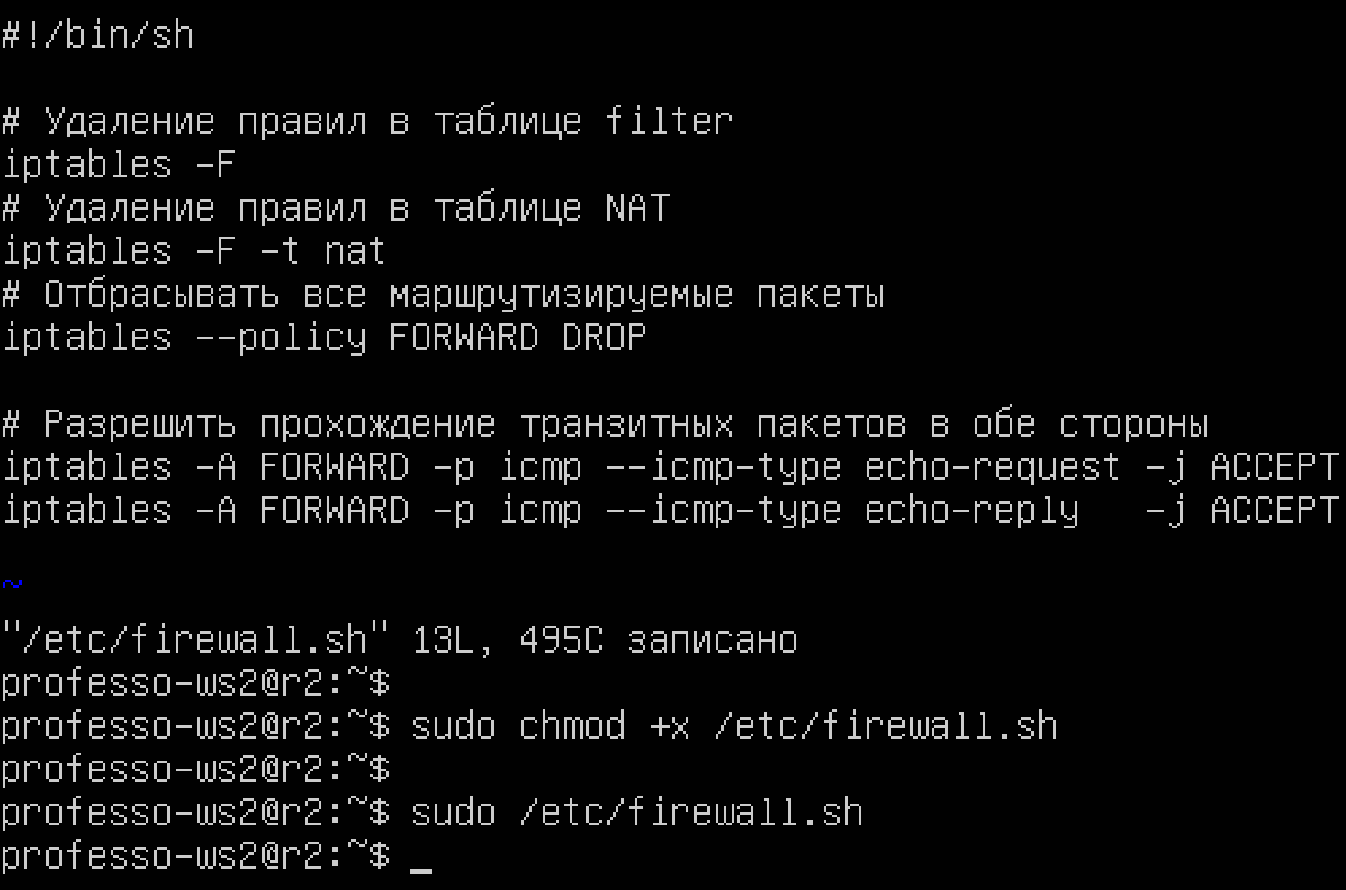 #!/bin/sh
# Удаление правил в таблице filter
iptables -F
# Удаление правил в таблице NAT
iptables -F -t nat
# Отбрасывать все маршрутизируемые пакеты
iptables --policy FORWARD DROP
# Разрешить прохождение транзитных пакетов в обе стороны
iptables -A FORWARD -p icmp --icmp-type echo-request -j ACCEPT
iptables -A FORWARD -p icmp --icmp-type echo-reply   -j ACCEPT
~
"/etc/firewall.sh" 13L, 495C записано
professo-ws2@r2:~$
professo-ws2@r2:~$ sudo chmod +x /etc/firewall.sh
professo-ws2@r2:~$
professo-ws2@r2:~$ sudo /etc/firewall.sh
professo-ws2@r2:~$ _